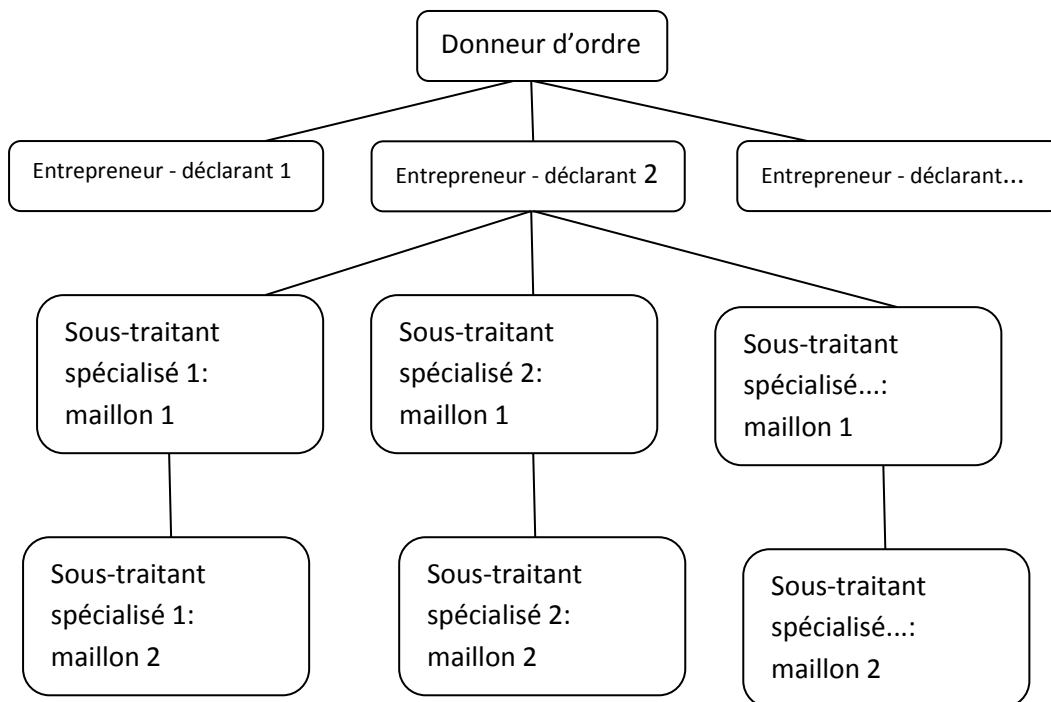 Donneur d’ordre
Entrepreneur - déclarant 1
Entrepreneur - déclarant 2
Entrepreneur - déclarant...
Sous-traitant
spécialisé 1:
maillon 1
Sous-traitant
spécialisé 2:
maillon 1
Sous-traitant
spécialisé...:
maillon 1
Sous-traitant
spécialisé 1:
maillon 2
Sous-traitant
spécialisé 2:
maillon 2
Sous-traitant
spécialisé...:
maillon 2